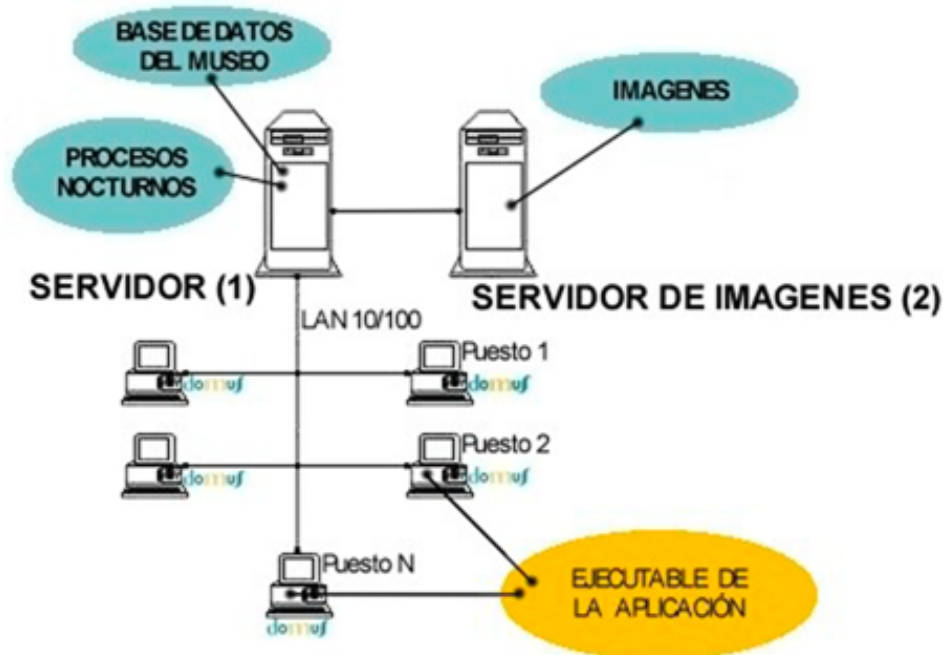 BASE DE DATOS
DEL MUSEO
IMAGENES
PROCESOS
NOCTURNOS
SERVIDOR (1)
SERVIDOR DE IMAGENES (2)
LAN 10/100
Puesto 1
domus
domus
Puesto 2
domus
domus
Puesto N
domus
EJECUTABLE DE
LA APLICACIÓN